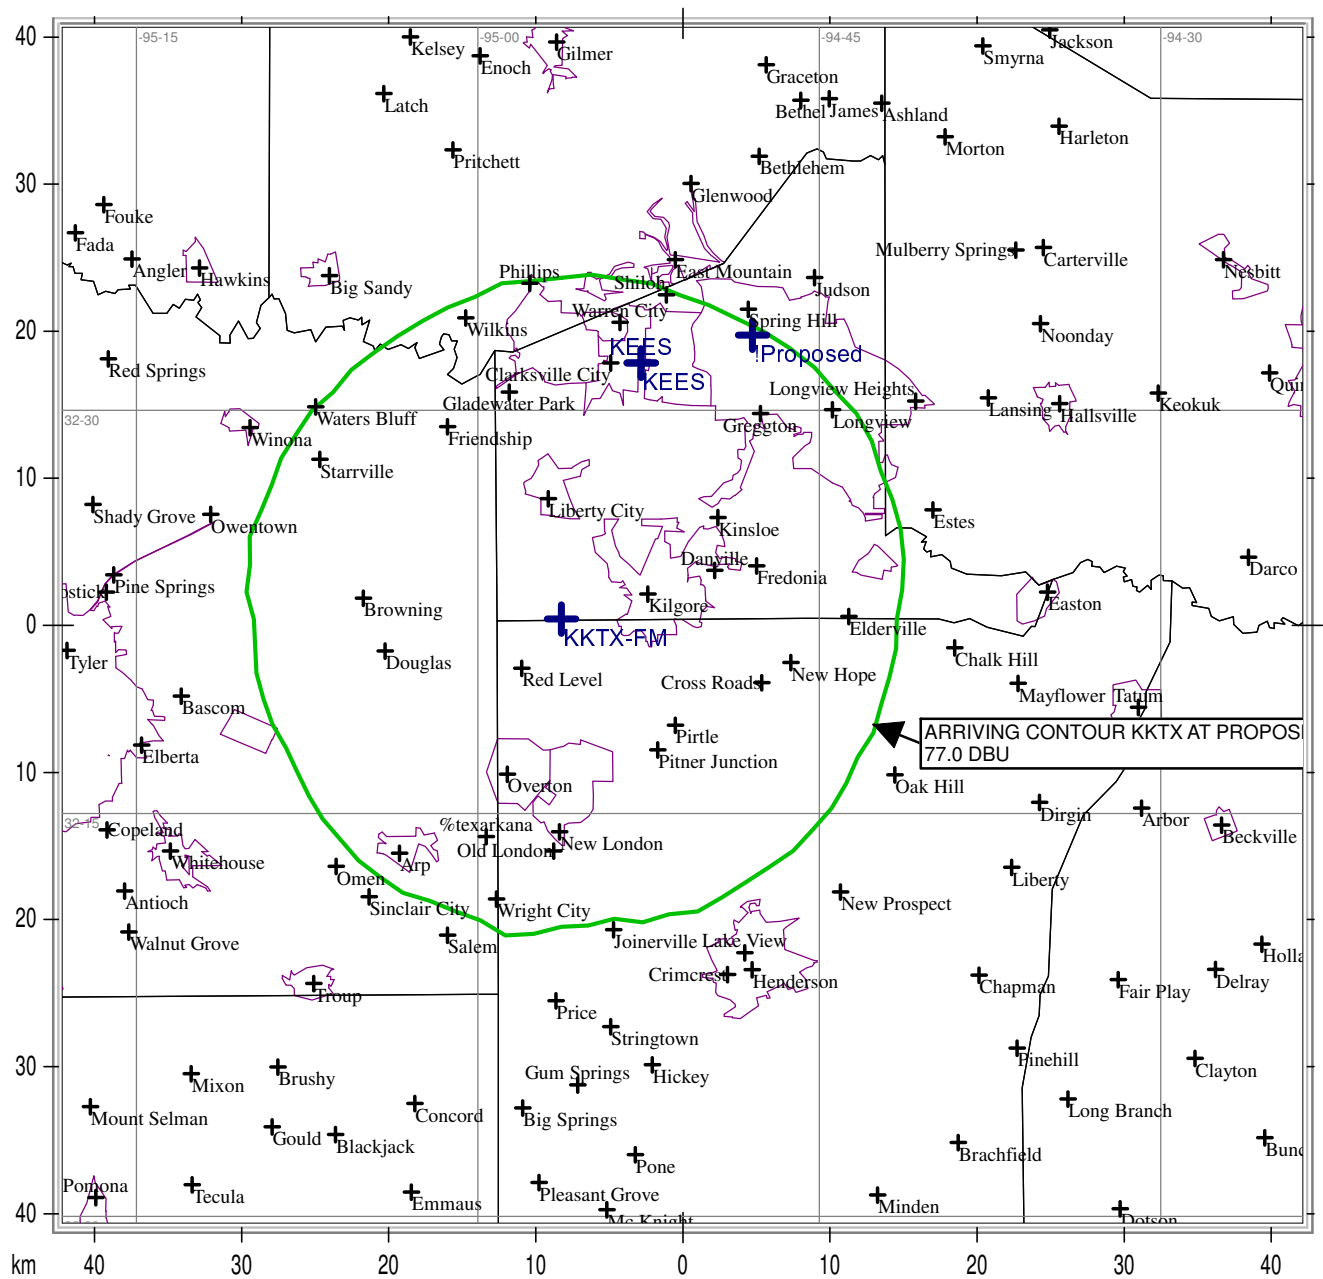 40
-95-15
-95-00
-94-45
-94-30
Kelsey
Enoch
Gilmer
Jackson
Smyrna
Graceton
Latch
Bethel
James
Ashland
Harleton
Morton
Pritchett
Bethlehem
30
Glenwood
Fouke
Fada
Angler
Hawkins
Big Sandy
Phillips
Shiloh
East Mountain
Judson
Mulberry Springs
Carterville
Nesbitt
Warren City
Spring Hill
20
Wilkins
Noonday
KEES
!Proposed
Red Springs
Clarksville City
KEES
Longview Heights
Gladewater Park
Lansing
Hallsville
Keokuk
32-30
Waters Bluff
Winona
Friendship
Greggton
Longview
Starrville
10
Shady Grove
Owentown
Liberty City
Kinsloe
Estes
Danville
Fredonia
Darco
Pine Springs
Browning
Kilgore
Easton
0
KKTX-FM
Elderville
Tyler
Douglas
Red Level
Cross Roads
New Hope
Chalk Hill
Mayflower
Tatum
Bascom
Pirtle
ARRIVING CONTOUR KKTX AT PROPOS
77.0 DBU
Elberta
Pitner Junction
10
Overton
Oak Hill
Dirgin
Arbor
Beckville
32-15
Copeland
%texarkana
Old London
New London
Whitehouse
Arp
Omen
Liberty
Antioch
Sinclair City
Wright City
New Prospect
20
Walnut Grove
Salem
Joinerville
Lake View
Crimcrest
Henderson
Chapman
Fair Play
Delray
Troup
Price
Stringtown
30
Mixon
Brushy
Gum Springs
Hickey
Pinehill
Clayton
Mount Selman
Concord
Big Springs
Long Branch
Gould
Blackjack
Brachfield
Pone
Pomona
Tecula
Emmaus
Pleasant Grove
Minden
40
Mc Knight
Dotson
km
40
30
20
10
0
10
20
30
40